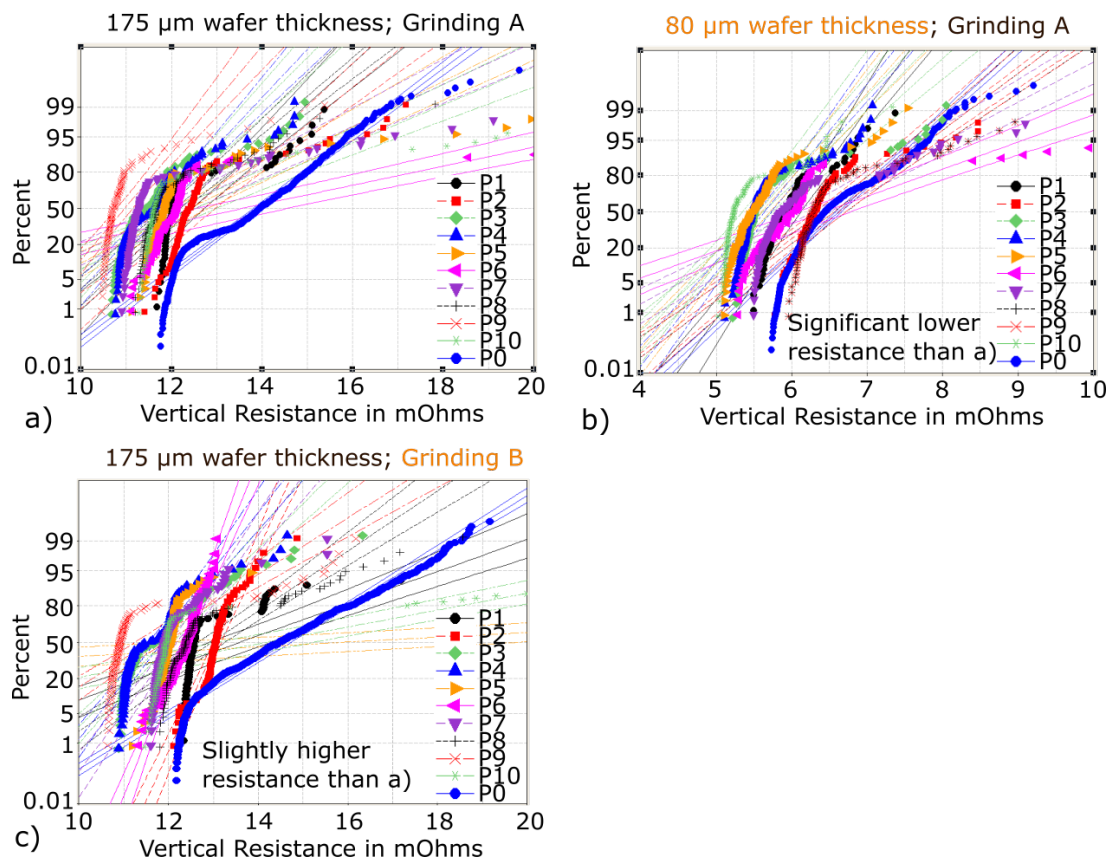 175 µm wafer thickness; Grinding A
Percent
99
95
80
50
20
5
1
0.01
P1
P2
P3
P4
P5
P6
P7
P8
P9
P10
P0
10 12 14 16 18 20
Vertical Resistance in mOhms
a)
80 µm wafer thickness; Grinding A
Percent
99
95
80
50
20
5
1
0.01
P1
P2
P3
P4
P5
P6
P7
P8
P9
P10
P0
Significant lower
resistance than a)
4 5 6 7 8 9 10
Vertical Resistance in mOhms
b)
175 µm wafer thickness; Grinding B
Percent
99
95
80
50
20
5
1
0.01
P1
P2
P3
P4
P5
P6
P7
P8
P9
P10
P0
Slightly higher
resistance than a)
10 12 14 16 18 20
Vertical Resistance in mOhms
c)